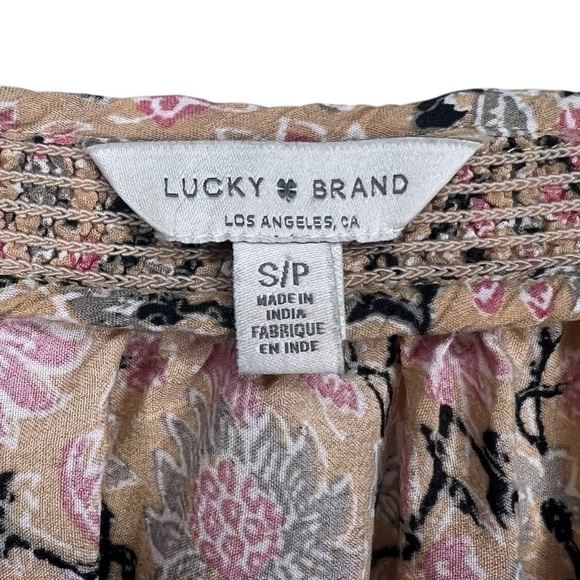 LUCKY BRAND
LOS ANGELES, CA
S/P
MADE IN
INDIA
FABRIQUE
EN INDE